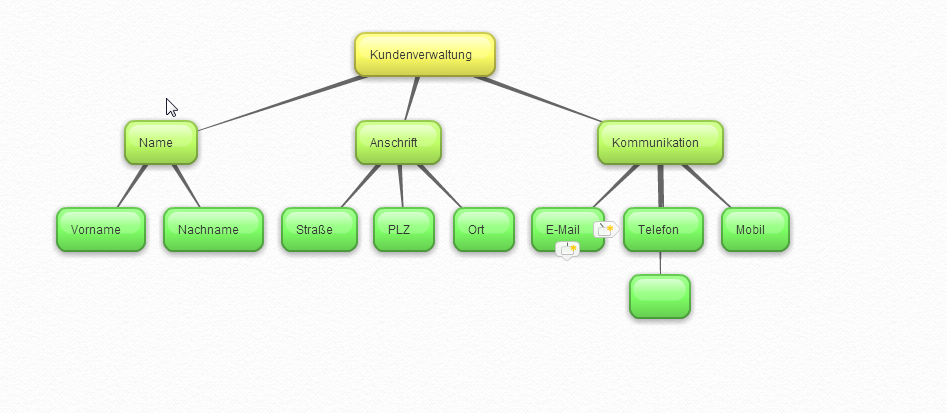 Kundenverwaltung
Name
Anschrift
Kommunikation
Vorname
Nachname
Straße
PLZ
Ort
E-Mail
Telefon
Mobil